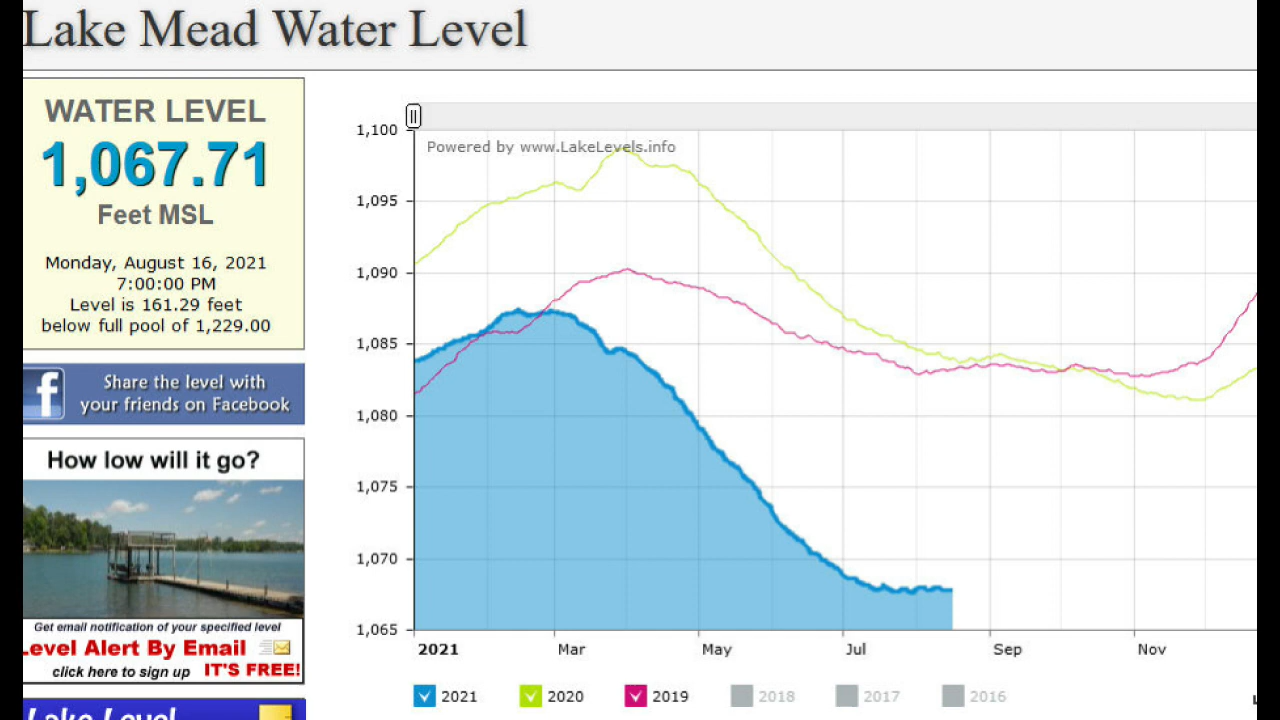 Lake Mead Water Level
WATER LEVEL
1,067.71
Feet MSL
Monday, August 16, 2021
7:00:00 PM
Level is 161.29 feet
below full pool of 1,229.00
Share the level with
your friends on Facebook
How low will it go?
Get email notification of your specified level
Level Alert By Email
click here to sign up IT'S FREE!
Lake Level
Powered by www.LakeLevels.info
1,100
1,095
1,090
1,085
1,080
1,075
1,070
1,065
2021 Mar May Jul Sep Nov
2021 2020 2019 2018 2017 2016